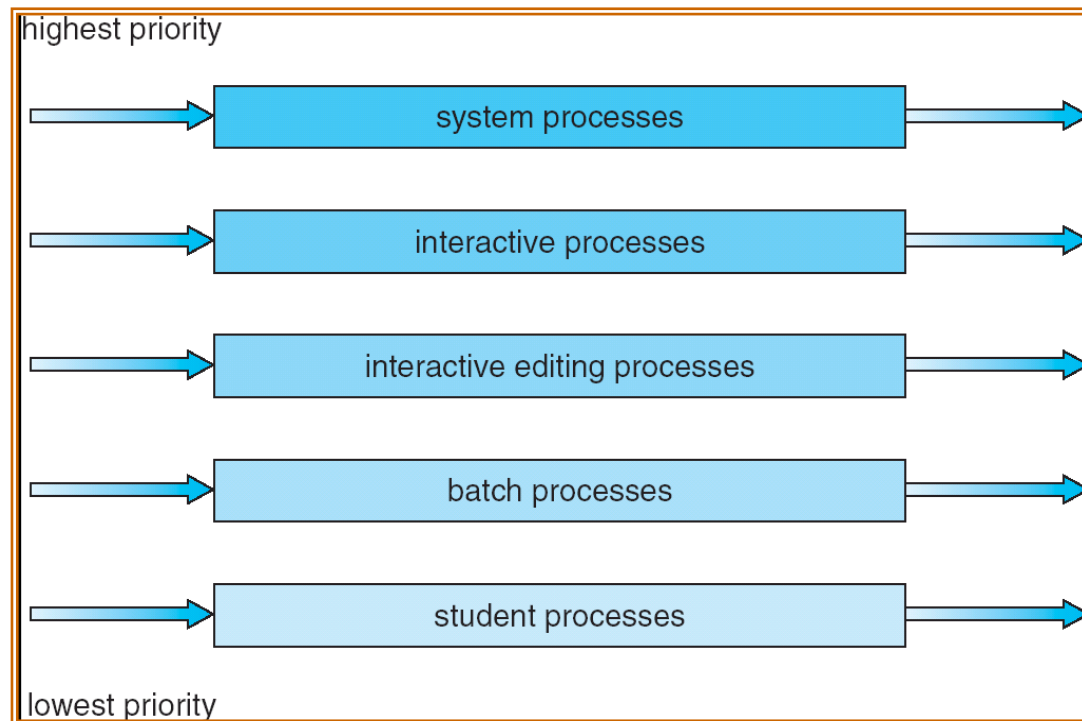 highest priority
system processes
interactive processes
interactive editing processes
batch processes
student processes
lowest priority